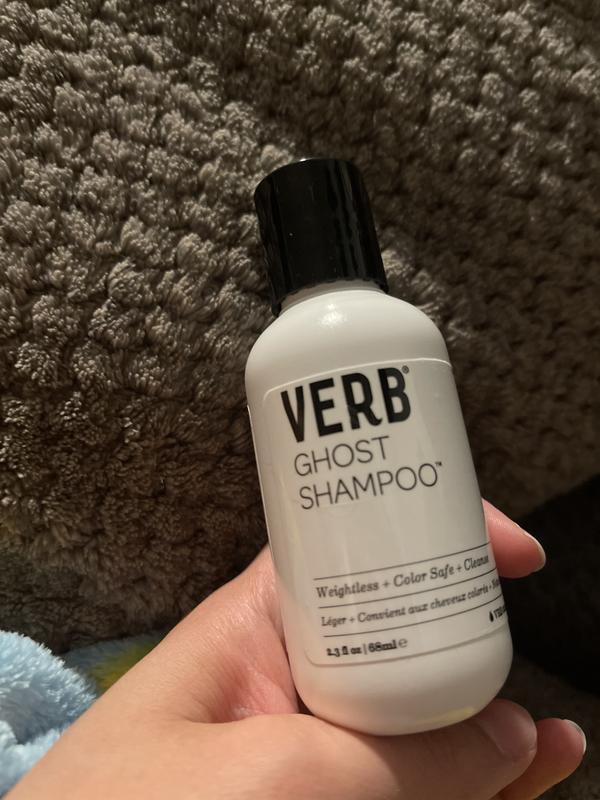 VERB®
GHOST
SHAMPOO™
Weightless + Color Safe + Cleanse
Léger + Convient aux cheveux colorés +
2.3 fl oz | 68ml ℮